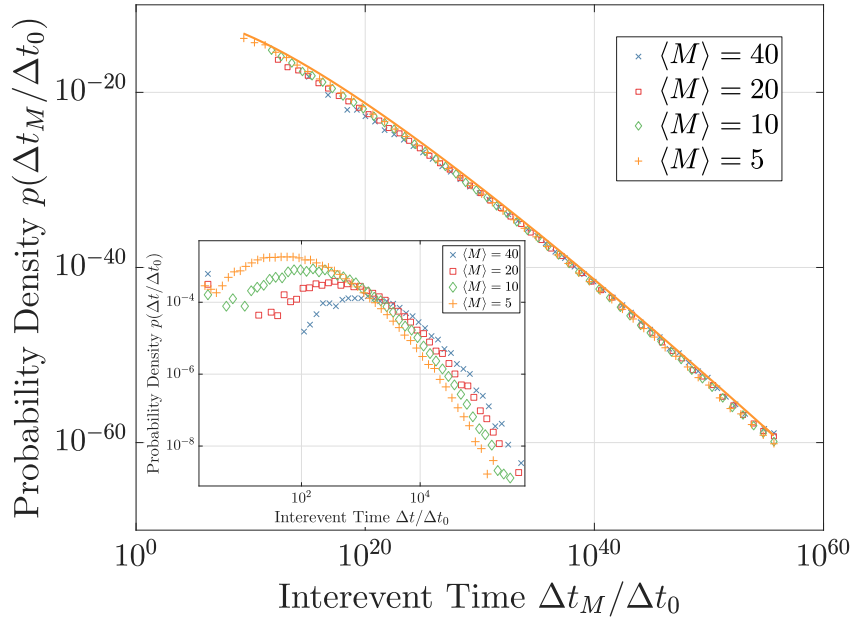 Probability Density p(Δt_M/Δt_0)
10^−20
10^−40
10^−60
⟨M⟩ = 40
⟨M⟩ = 20
⟨M⟩ = 10
⟨M⟩ = 5
Probability Density p(Δt/Δt_0)
10^−4
10^−6
10^−8
⟨M⟩ = 40
⟨M⟩ = 20
⟨M⟩ = 10
⟨M⟩ = 5
10^2 10^4
Interevent Time Δt/Δt_0
10^0 10^20 10^40 10^60
Interevent Time Δt_M/Δt_0